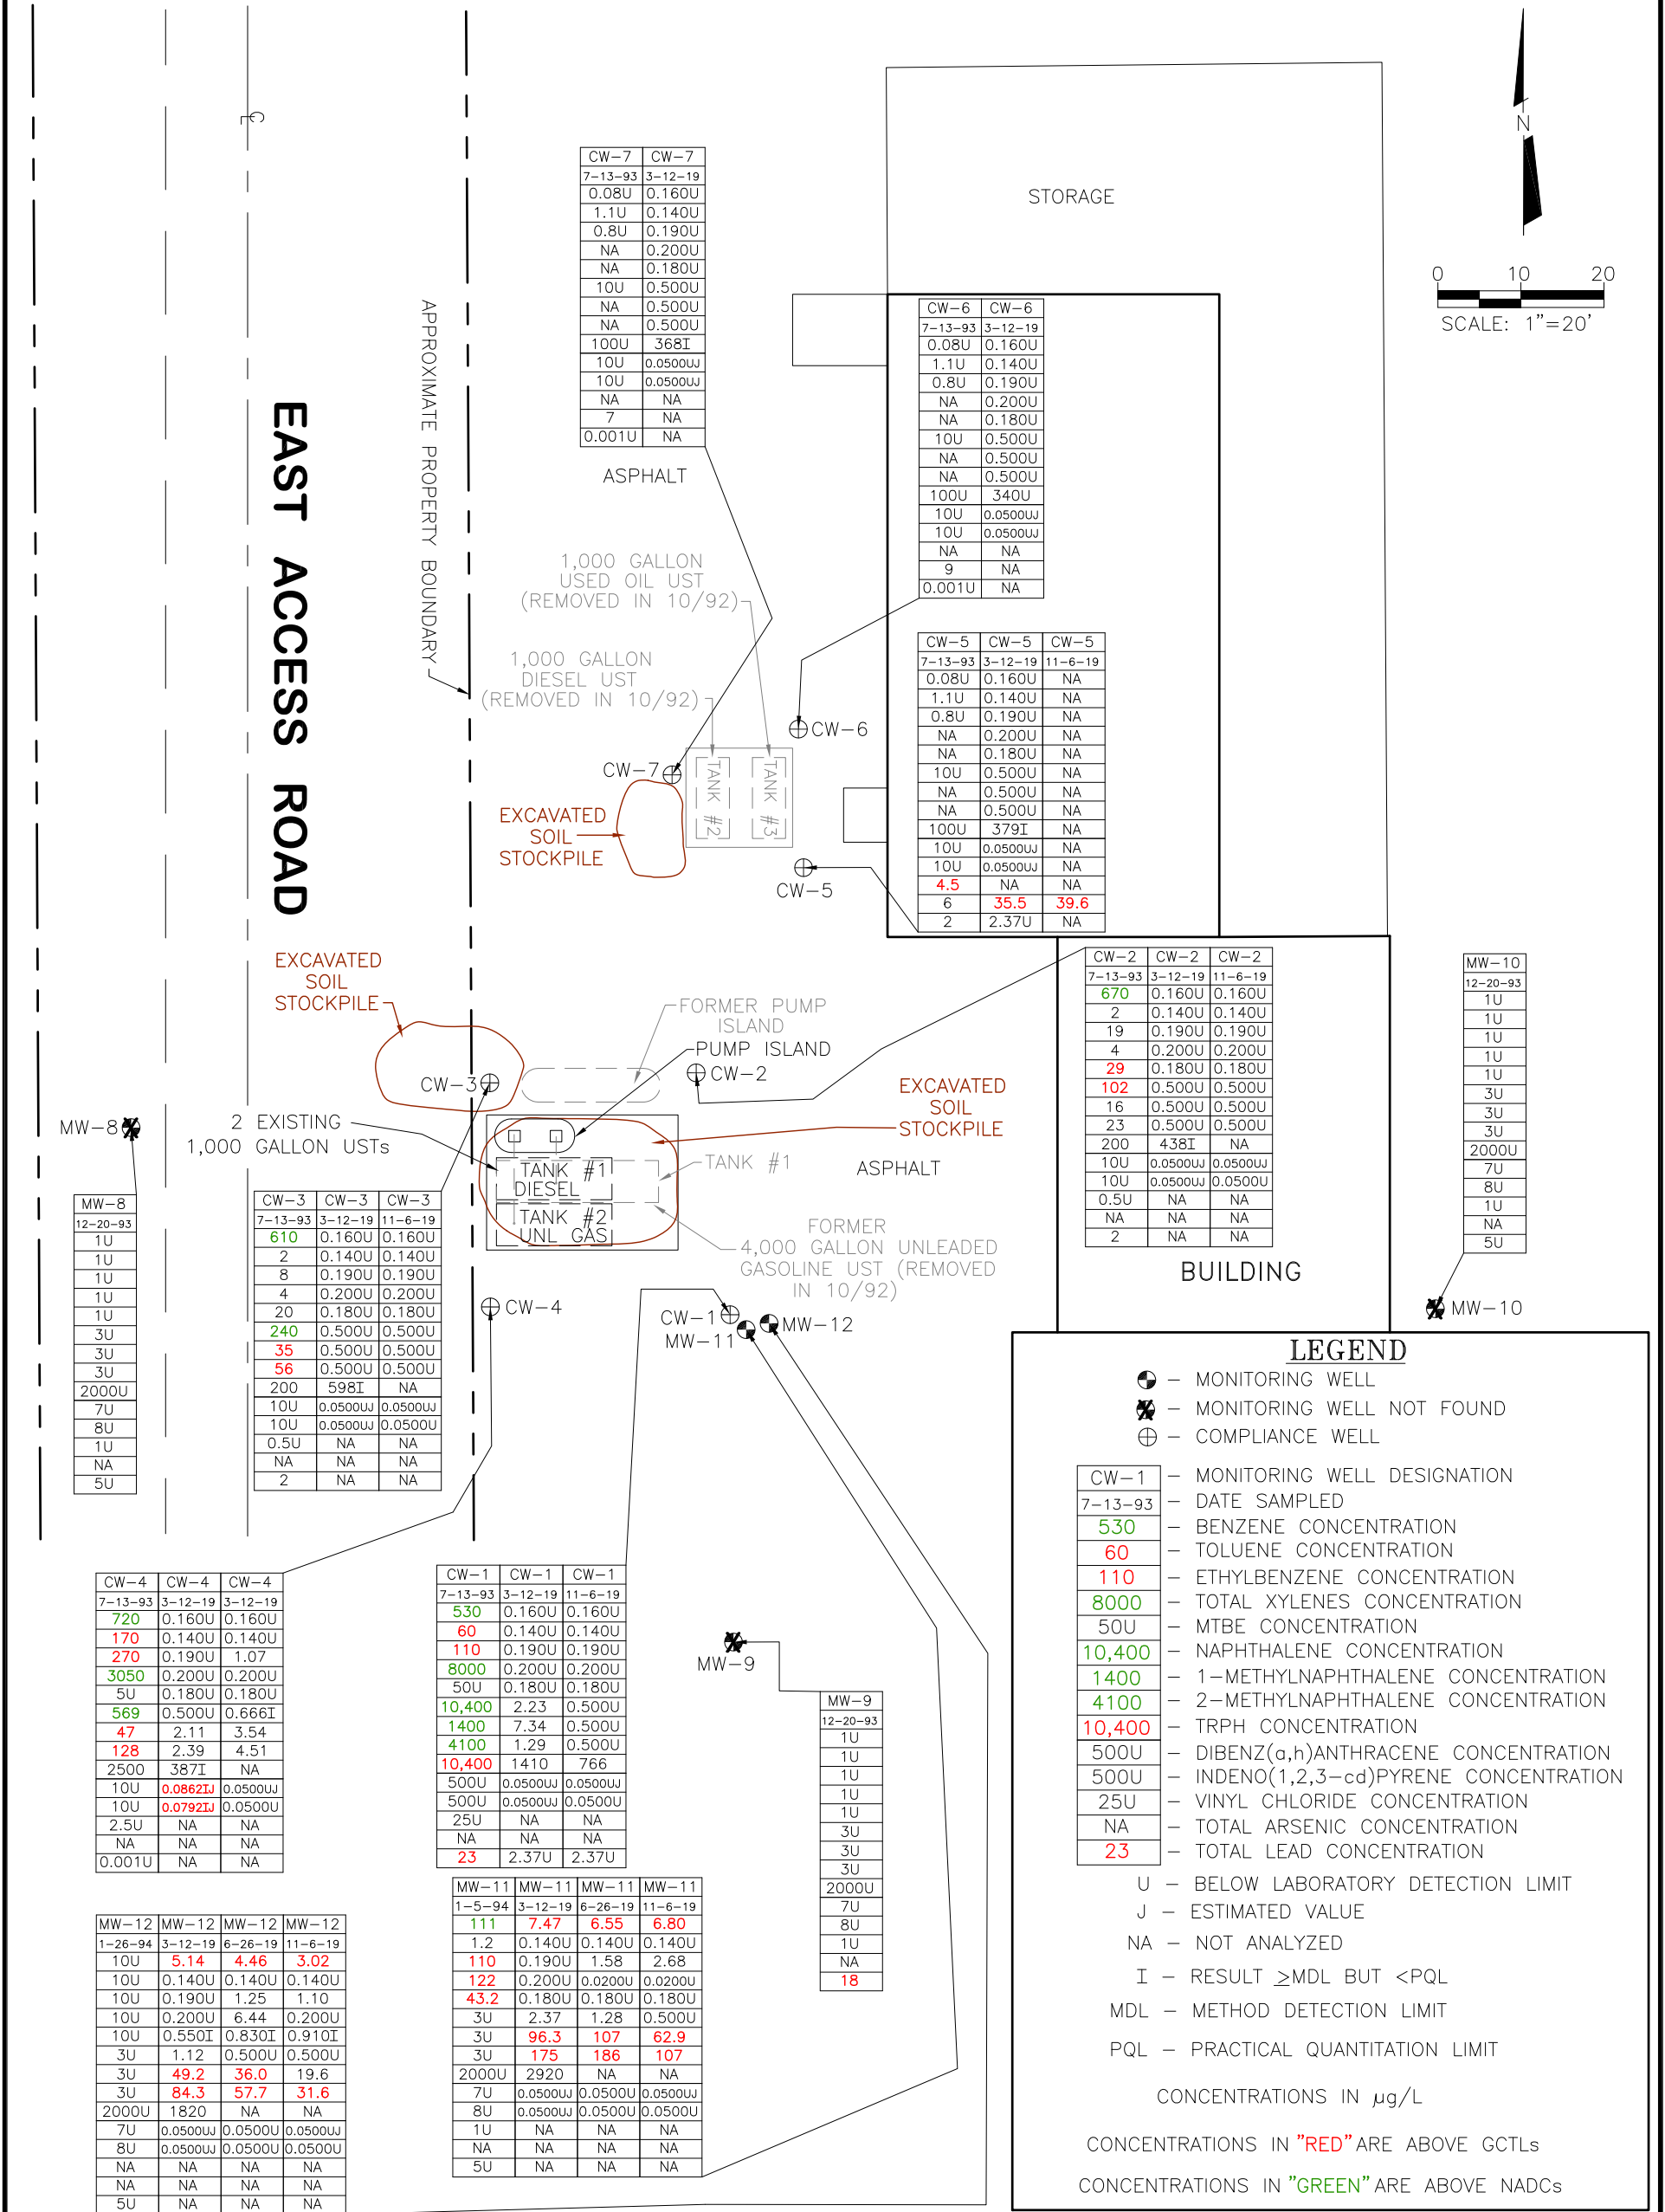 CW-7 CW-7
7-13-93 3-12-19
0.08U 0.160U
1.1U 0.140U
0.8U 0.190U
NA 0.200U
NA 0.180U
10U 0.500U
NA 0.500U
NA 0.500U
100U 368I
10U 0.0500UJ
10U 0.0500UJ
NA NA
7 NA
0.001U NA
ASPHALT
STORAGE
N
0 10 20
SCALE: 1"=20'
CL
APPROXIMATE PROPERTY BOUNDARY
EAST ACCESS ROAD
CW-6 CW-6
7-13-93 3-12-19
0.08U 0.160U
1.1U 0.140U
0.8U 0.190U
NA 0.200U
NA 0.180U
10U 0.500U
NA 0.500U
NA 0.500U
100U 340U
10U 0.0500UJ
10U 0.0500UJ
NA NA
9 NA
0.001U NA
1,000 GALLON
USED OIL UST
(REMOVED IN 10/92)
1,000 GALLON
DIESEL UST
(REMOVED IN 10/92)
CW-6
CW-7
TANK #2
TANK #3
EXCAVATED
SOIL
STOCKPILE
CW-5
CW-5 CW-5 CW-5
7-13-93 3-12-19 11-6-19
0.08U 0.160U NA
1.1U 0.140U NA
0.8U 0.190U NA
NA 0.200U NA
NA 0.180U NA
10U 0.500U NA
NA 0.500U NA
NA 0.500U NA
100U 379I NA
10U 0.0500UJ NA
10U 0.0500UJ NA
4.5 NA NA
6 35.5 39.6
2 2.37U NA
EXCAVATED
SOIL
STOCKPILE
FORMER PUMP
ISLAND
PUMP ISLAND
CW-3
CW-2
EXCAVATED
SOIL
STOCKPILE
MW-8
2 EXISTING
1,000 GALLON USTs
TANK #1
DIESEL
TANK #2
UNL GAS
TANK #1
ASPHALT
FORMER
4,000 GALLON UNLEADED
GASOLINE UST (REMOVED
IN 10/92)
CW-2 CW-2 CW-2
7-13-93 3-12-19 11-6-19
670 0.160U 0.160U
2 0.140U 0.140U
19 0.190U 0.190U
4 0.200U 0.200U
29 0.180U 0.180U
102 0.500U 0.500U
16 0.500U 0.500U
23 0.500U 0.500U
200 438I NA
10U 0.0500UJ 0.0500UJ
10U 0.0500UJ 0.0500U
0.5U NA NA
NA NA NA
2 NA NA
BUILDING
MW-10
12-20-93
1U
1U
1U
1U
1U
3U
3U
3U
2000U
7U
8U
1U
NA
5U
MW-10
MW-8
12-20-93
1U
1U
1U
1U
1U
3U
3U
3U
2000U
7U
8U
1U
NA
5U
CW-3 CW-3 CW-3
7-13-93 3-12-19 11-6-19
610 0.160U 0.160U
2 0.140U 0.140U
8 0.190U 0.190U
4 0.200U 0.200U
20 0.180U 0.180U
240 0.500U 0.500U
35 0.500U 0.500U
56 0.500U 0.500U
200 598I NA
10U 0.0500UJ 0.0500UJ
10U 0.0500UJ 0.0500U
0.5U NA NA
NA NA NA
2 NA NA
CW-4
CW-1
MW-11
MW-12
CW-4 CW-4 CW-4
7-13-93 3-12-19 3-12-19
720 0.160U 0.160U
170 0.140U 0.140U
270 0.190U 1.07
3050 0.200U 0.200U
5U 0.180U 0.180U
569 0.500U 0.666I
47 2.11 3.54
128 2.39 4.51
2500 387I NA
10U 0.0862IJ 0.0500UJ
10U 0.0792IJ 0.0500U
2.5U NA NA
NA NA NA
0.001U NA NA
CW-1 CW-1 CW-1
7-13-93 3-12-19 11-6-19
530 0.160U 0.160U
60 0.140U 0.140U
110 0.190U 0.190U
8000 0.200U 0.200U
50U 0.180U 0.180U
10,400 2.23 0.500U
1400 7.34 0.500U
4100 1.29 0.500U
10,400 1410 766
500U 0.0500UJ 0.0500UJ
500U 0.0500UJ 0.0500U
25U NA NA
NA NA NA
23 2.37U 2.37U
MW-9
MW-9
12-20-93
1U
1U
1U
1U
1U
3U
3U
3U
2000U
7U
8U
1U
NA
18
MW-12 MW-12 MW-12 MW-12
1-26-94 3-12-19 6-26-19 11-6-19
10U 5.14 4.46 3.02
10U 0.140U 0.140U 0.140U
10U 0.190U 1.25 1.10
10U 0.200U 6.44 0.200U
10U 0.550I 0.830I 0.910I
3U 1.12 0.500U 0.500U
3U 49.2 36.0 19.6
3U 84.3 57.7 31.6
2000U 1820 NA NA
7U 0.0500UJ 0.0500U 0.0500UJ
8U 0.0500UJ 0.0500U 0.0500U
NA NA NA NA
NA NA NA NA
5U NA NA NA
MW-11 MW-11 MW-11 MW-11
1-5-94 3-12-19 6-26-19 11-6-19
111 7.47 6.55 6.80
1.2 0.140U 0.140U 0.140U
110 0.190U 1.58 2.68
122 0.200U 0.0200U 0.0200U
43.2 0.180U 0.180U 0.180U
3U 2.37 1.28 0.500U
3U 96.3 107 62.9
3U 175 186 107
2000U 2920 NA NA
7U 0.0500UJ 0.0500U 0.0500UJ
8U 0.0500UJ 0.0500U 0.0500U
1U NA NA NA
NA NA NA NA
5U NA NA NA
LEGEND
- MONITORING WELL
- MONITORING WELL NOT FOUND
- COMPLIANCE WELL
CW-1 - MONITORING WELL DESIGNATION
7-13-93 - DATE SAMPLED
530 - BENZENE CONCENTRATION
60 - TOLUENE CONCENTRATION
110 - ETHYLBENZENE CONCENTRATION
8000 - TOTAL XYLENES CONCENTRATION
50U - MTBE CONCENTRATION
10,400 - NAPHTHALENE CONCENTRATION
1400 - 1-METHYLNAPHTHALENE CONCENTRATION
4100 - 2-METHYLNAPHTHALENE CONCENTRATION
10,400 - TRPH CONCENTRATION
500U - DIBENZ(a,h)ANTHRACENE CONCENTRATION
500U - INDENO(1,2,3-cd)PYRENE CONCENTRATION
25U - VINYL CHLORIDE CONCENTRATION
NA - TOTAL ARSENIC CONCENTRATION
23 - TOTAL LEAD CONCENTRATION
U - BELOW LABORATORY DETECTION LIMIT
J - ESTIMATED VALUE
NA - NOT ANALYZED
I - RESULT ≥MDL BUT <PQL
MDL - METHOD DETECTION LIMIT
PQL - PRACTICAL QUANTITATION LIMIT
CONCENTRATIONS IN µg/L
CONCENTRATIONS IN "RED" ARE ABOVE GCTLs
CONCENTRATIONS IN "GREEN" ARE ABOVE NADCs